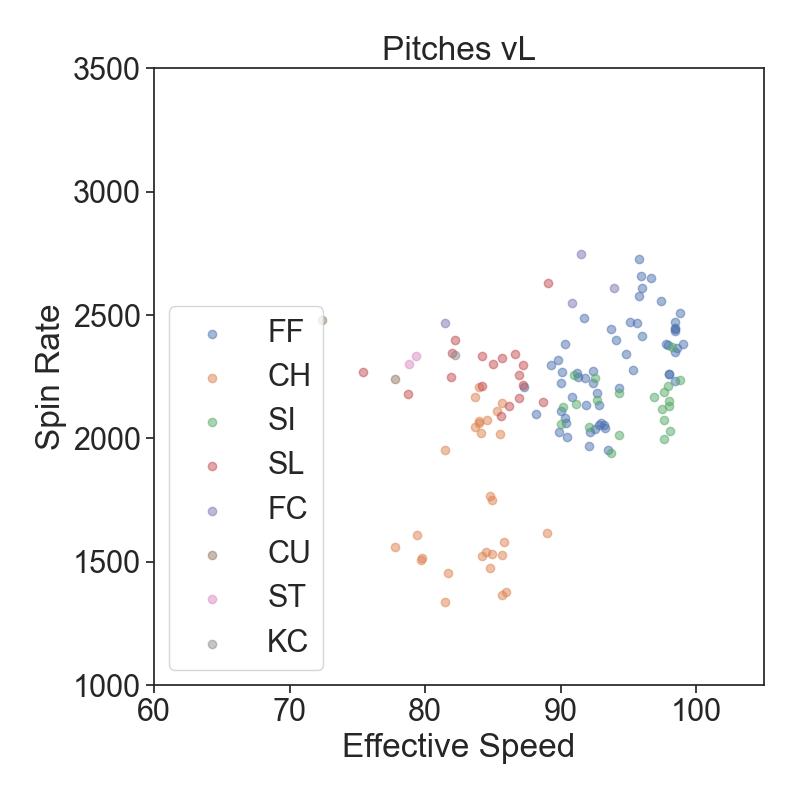 Pitches vL
3500
3000
2500
2000
1500
1000
Spin Rate
FF
CH
SI
SL
FC
CU
ST
KC
60 70 80 90 100
Effective Speed